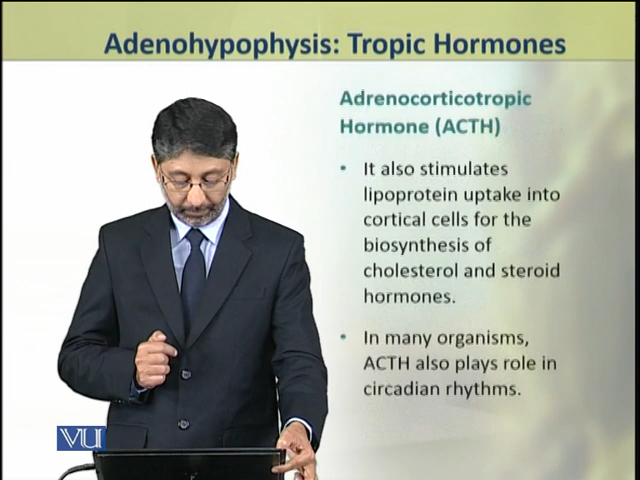 Adenohypophysis: Tropic Hormones
Adrenocorticotropic
Hormone (ACTH)
• It also stimulates
lipoprotein uptake into
cortical cells for the
biosynthesis of
cholesterol and steroid
hormones.
• In many organisms,
ACTH also plays role in
circadian rhythms.
VU